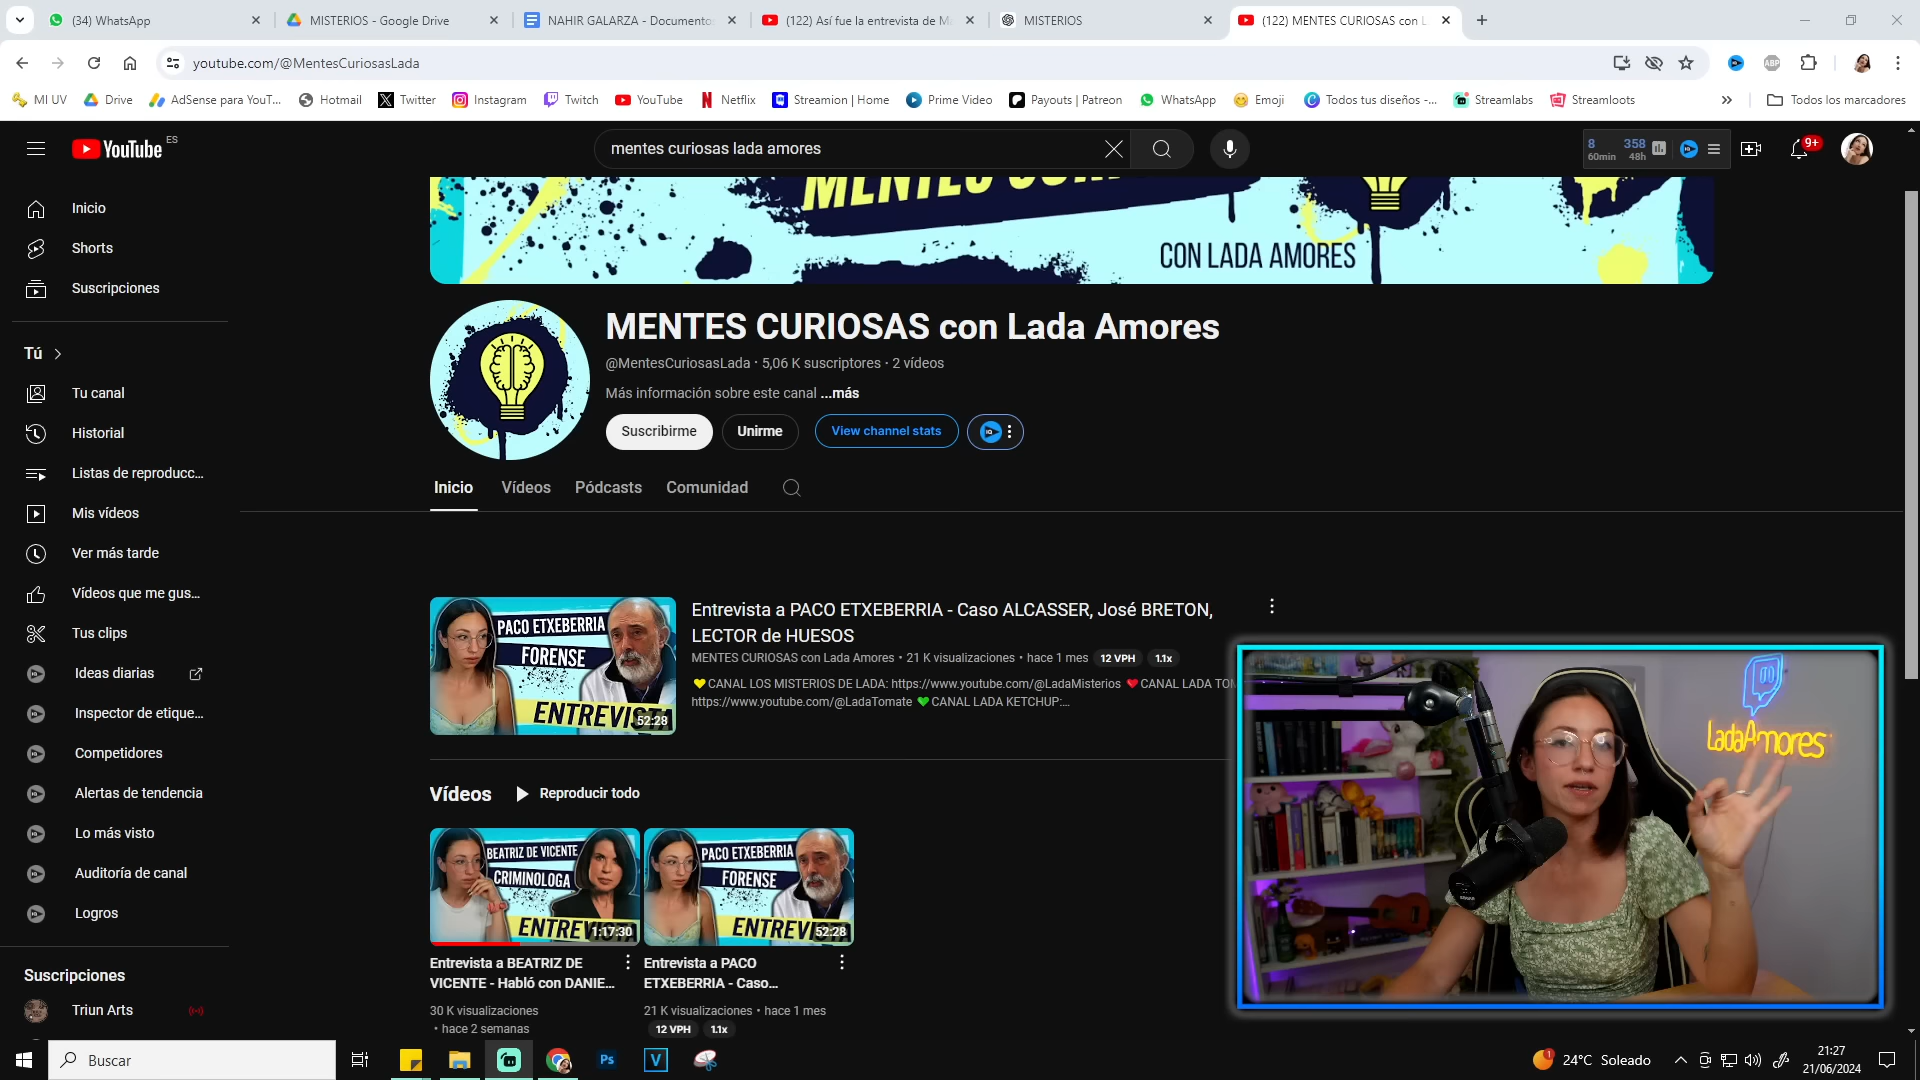 (34) WhatsApp
MISTERIOS - Google Drive
NAHIR GALARZA - Documento
(122) Así fue la entrevista de Ma
MISTERIOS
(122) MENTES CURIOSAS con L
youtube.com/@MentesCuriosasLada
ABP
MI UV
Drive
AdSense para YouT...
Hotmail
Twitter
Instagram
Twitch
YouTube
Netflix
Streamion | Home
Prime Video
Payouts | Patreon
WhatsApp
Emoji
Todos tus diseños -...
Streamlabs
Streamloots
Todos los marcadores
YouTube ES
mentes curiosas lada amores
8
60min
358
48h
9+
Inicio
Shorts
Suscripciones
Tú
Tu canal
Historial
Listas de reproducc...
Mis vídeos
Ver más tarde
Vídeos que me gus...
Tus clips
Ideas diarias
Inspector de etique...
Competidores
Alertas de tendencia
Lo más visto
Auditoría de canal
Logros
Suscripciones
Triun Arts
CON LADA AMORES
MENTES CURIOSAS con Lada Amores
@MentesCuriosasLada · 5,06 K suscriptores · 2 vídeos
Más información sobre este canal ...más
Suscribirme
Unirme
View channel stats
Inicio
Vídeos
Pódcasts
Comunidad
PACO ETXEBERRIA
FORENSE
ENTREVISTA
52:28
Entrevista a PACO ETXEBERRIA - Caso ALCASSER, José BRETON,
LECTOR de HUESOS
MENTES CURIOSAS con Lada Amores • 21 K visualizaciones • hace 1 mes 12 VPH 1.1x
💛CANAL LOS MISTERIOS DE LADA: https://www.youtube.com/@LadaMisterios ❤️CANAL LADA TOM
https://www.youtube.com/@LadaTomate 💚CANAL LADA KETCHUP:...
Vídeos
Reproducir todo
BEATRIZ DE VICENTE
CRIMINOLOGA
ENTREVISTA
1:17:30
PACO ETXEBERRIA
FORENSE
ENTREVI
52:28
Entrevista a BEATRIZ DE
VICENTE - Habló con DANIE...
30 K visualizaciones
• hace 2 semanas
Entrevista a PACO
ETXEBERRIA - Caso...
21 K visualizaciones • hace 1 mes
12 VPH 1.1x
LadaAmores
Buscar
Ps
V
24°C Soleado
21:27
21/06/2024